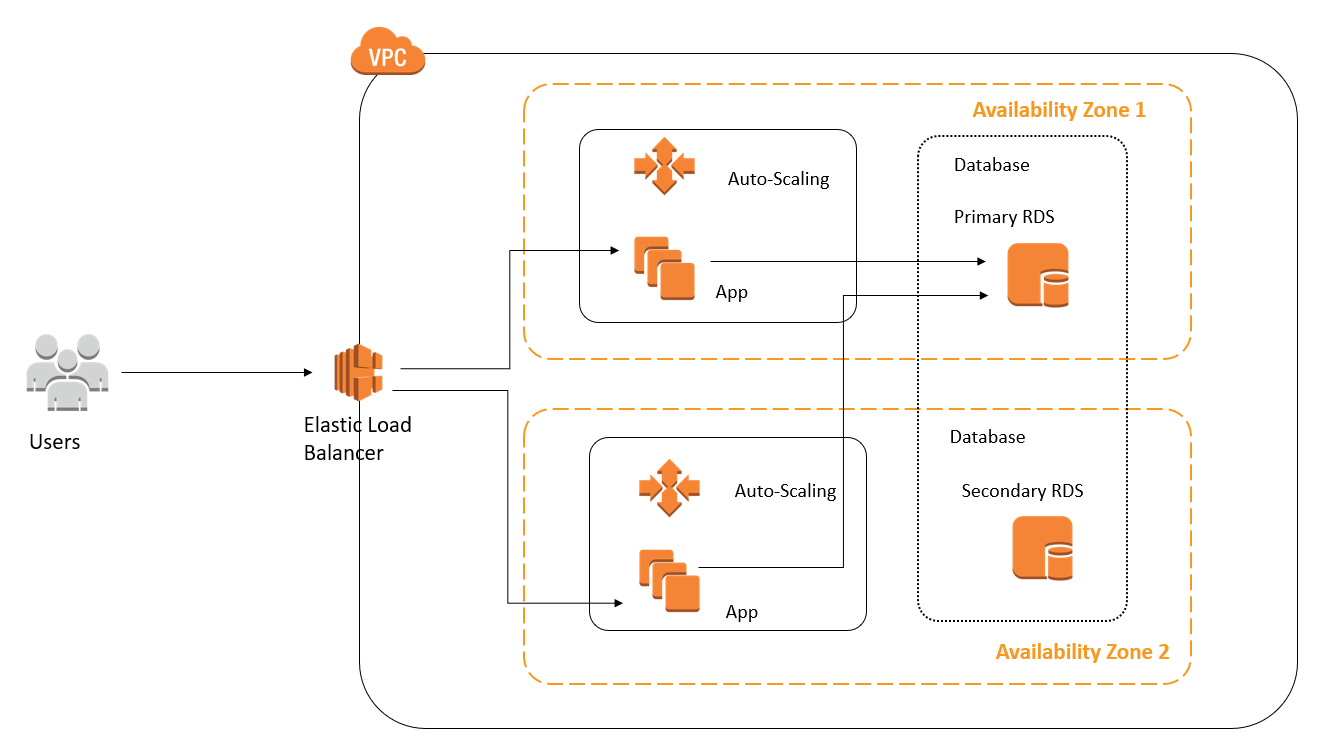 VPC
Availability Zone 1
Auto-Scaling
App
Database
Primary RDS
Users
Elastic Load
Balancer
Auto-Scaling
App
Database
Secondary RDS
Availability Zone 2